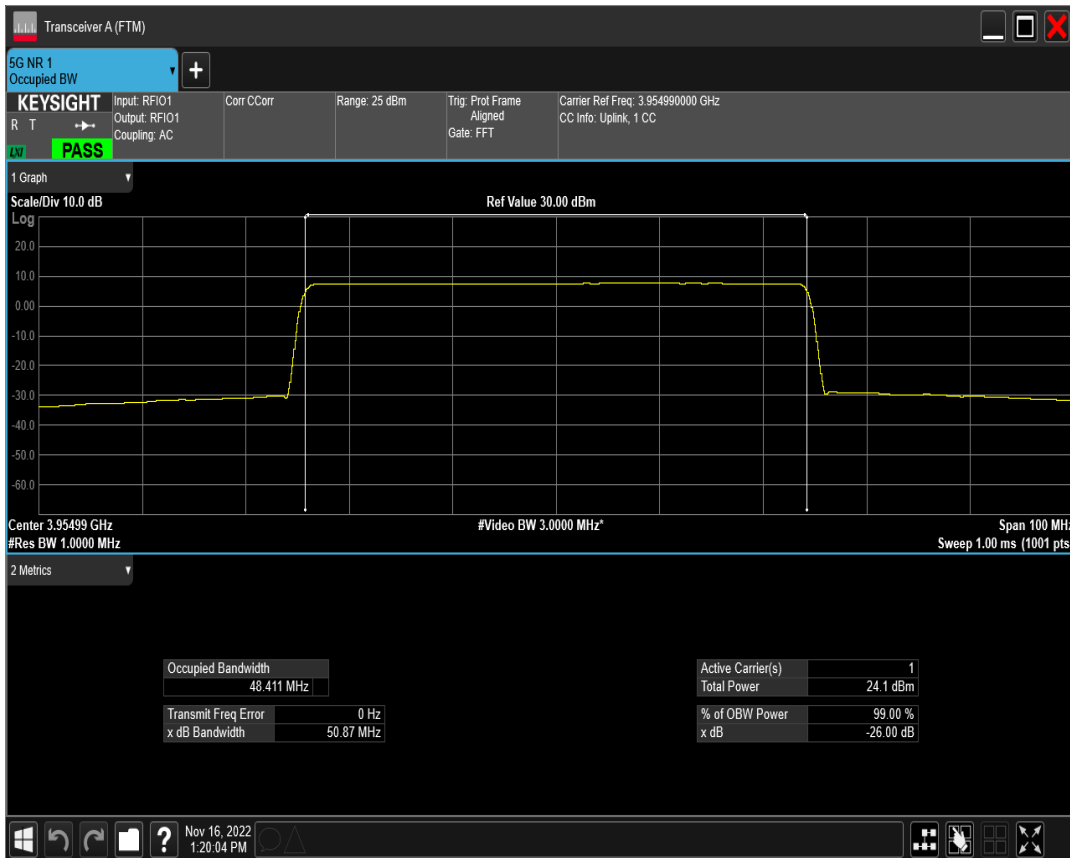 Transceiver A (FTM)
5G NR 1
Occupied BW
+
KEYSIGHT
R T
LXI
PASS
Input: RFIO1
Output: RFIO1
Coupling: AC
Corr CCorr
Range: 25 dBm
Trig: Prot Frame
Aligned
Gate: FFT
Carrier Ref Freq: 3.954990000 GHz
CC Info: Uplink, 1 CC
1 Graph
Scale/Div 10.0 dB
Ref Value 30.00 dBm
Log
20.0
10.0
0.00
-10.0
-20.0
-30.0
-40.0
-50.0
-60.0
Center 3.95499 GHz
#Video BW 3.0000 MHz*
Span 100 MHz
#Res BW 1.0000 MHz
Sweep 1.00 ms (1001 pts
2 Metrics
Occupied Bandwidth
48.411 MHz
Transmit Freq Error 0 Hz
x dB Bandwidth 50.87 MHz
Active Carrier(s) 1
Total Power 24.1 dBm
% of OBW Power 99.00 %
x dB -26.00 dB
?
Nov 16, 2022
1:20:04 PM